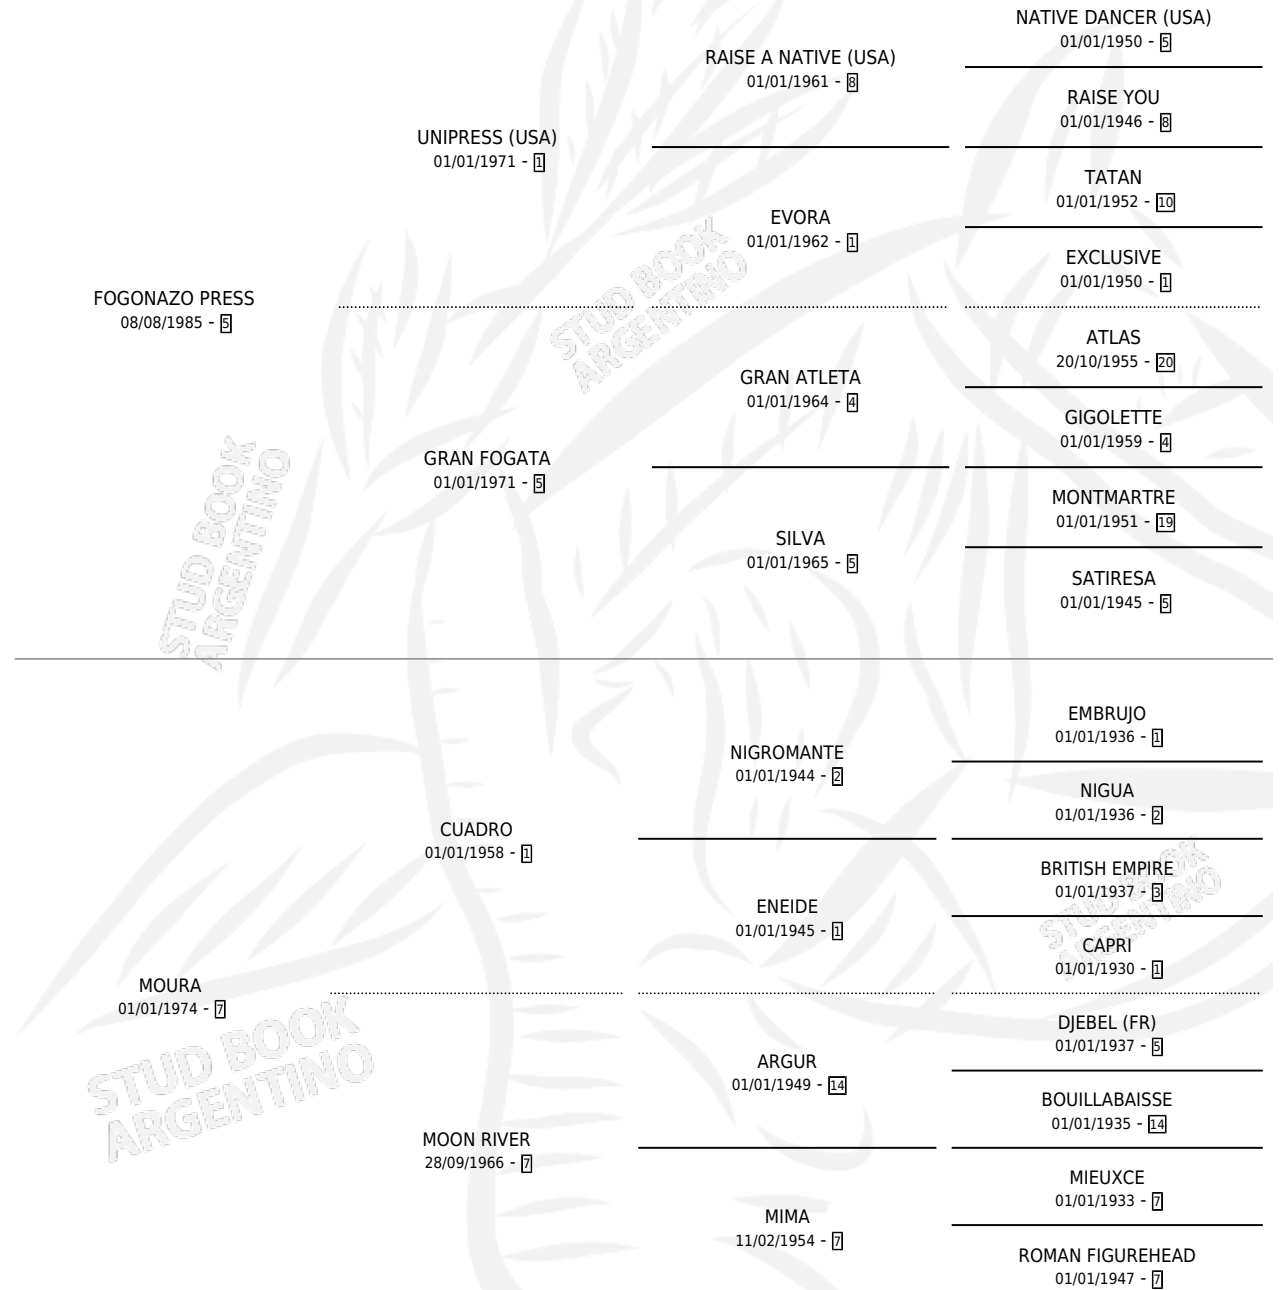 NATIVE DANCER (USA)
01/01/1950 - 5
RAISE A NATIVE (USA)
01/01/1961 - 8
RAISE YOU
01/01/1946 - 8
UNIPRESS (USA)
01/01/1971 - 1
TATAN
01/01/1952 - 10
EVORA
01/01/1962 - 1
EXCLUSIVE
01/01/1950 - 1
FOGONAZO PRESS
08/08/1985 - 5
ATLAS
20/10/1955 - 20
GRAN ATLETA
01/01/1964 - 4
GIGOLETTE
01/01/1959 - 4
GRAN FOGATA
01/01/1971 - 5
MONTMARTRE
01/01/1951 - 19
SILVA
01/01/1965 - 5
SATIRESA
01/01/1945 - 5
EMBRUJO
01/01/1936 - 1
NIGROMANTE
01/01/1944 - 2
NIGUA
01/01/1936 - 2
CUADRO
01/01/1958 - 1
BRITISH EMPIRE
01/01/1937 - 3
ENEIDE
01/01/1945 - 1
CAPRI
01/01/1930 - 1
MOURA
01/01/1974 - 7
DJEBEL (FR)
01/01/1937 - 5
ARGUR
01/01/1949 - 14
BOUILLABAISSE
01/01/1935 - 14
MOON RIVER
28/09/1966 - 7
MIEUXCE
01/01/1933 - 7
MIMA
11/02/1954 - 7
ROMAN FIGUREHEAD
01/01/1947 - 7
STUD BOOK
ARGENTINO
STUD BOOK
ARGENTINO
STUD BOOK
ARGENTINO
STUD BOOK
ARGENTINO